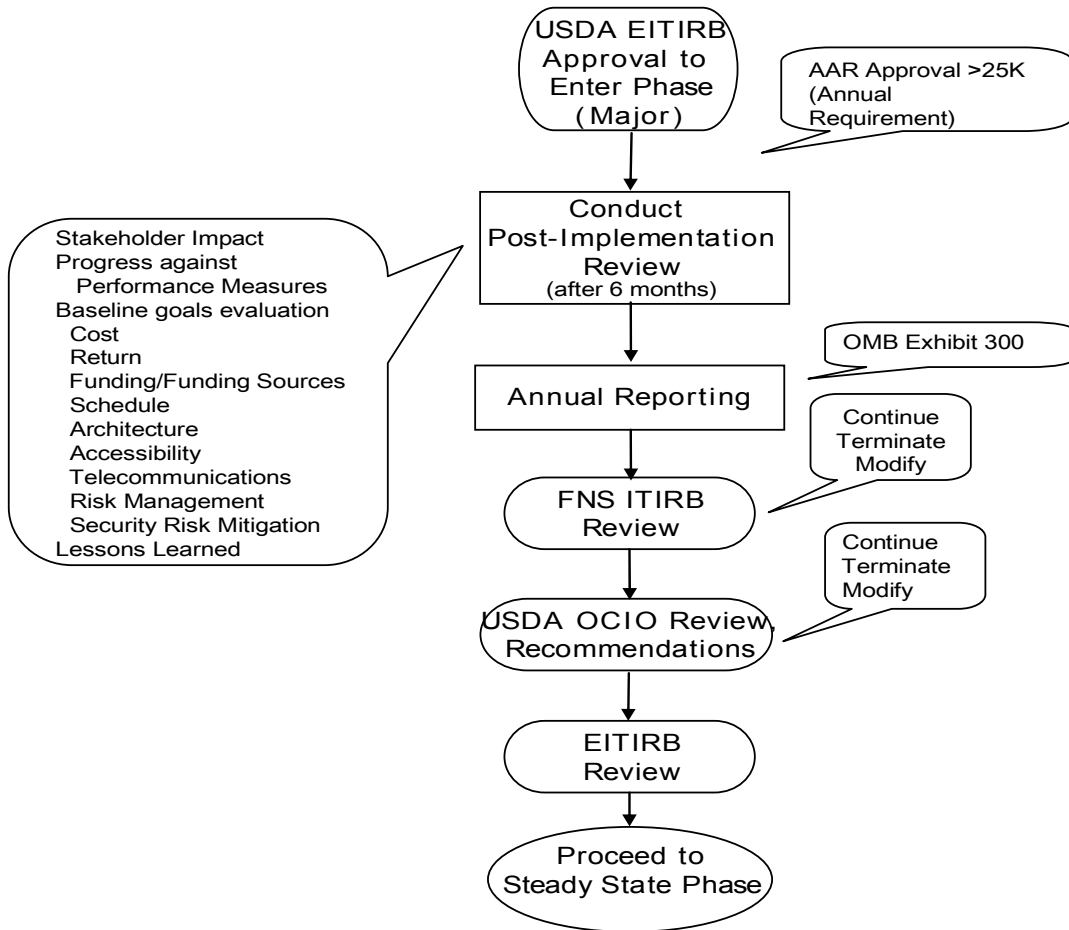 USDA EITIRB
Approval to
Enter Phase
(Major)
AAR Approval >25K
(Annual
Requirement)
Conduct
Post-Implementation
Review
(after 6 months)
Stakeholder Impact
Progress against
Performance Measures
Baseline goals evaluation
Cost
Return
Funding/Funding Sources
Schedule
Architecture
Accessibility
Telecommunications
Risk Management
Security Risk Mitigation
Lessons Learned
OMB Exhibit 300
Annual Reporting
Continue
Terminate
Modify
FNS ITIRB
Review
Continue
Terminate
Modify
USDA OCIO Review,
Recommendations
EITIRB
Review
Proceed to
Steady State Phase